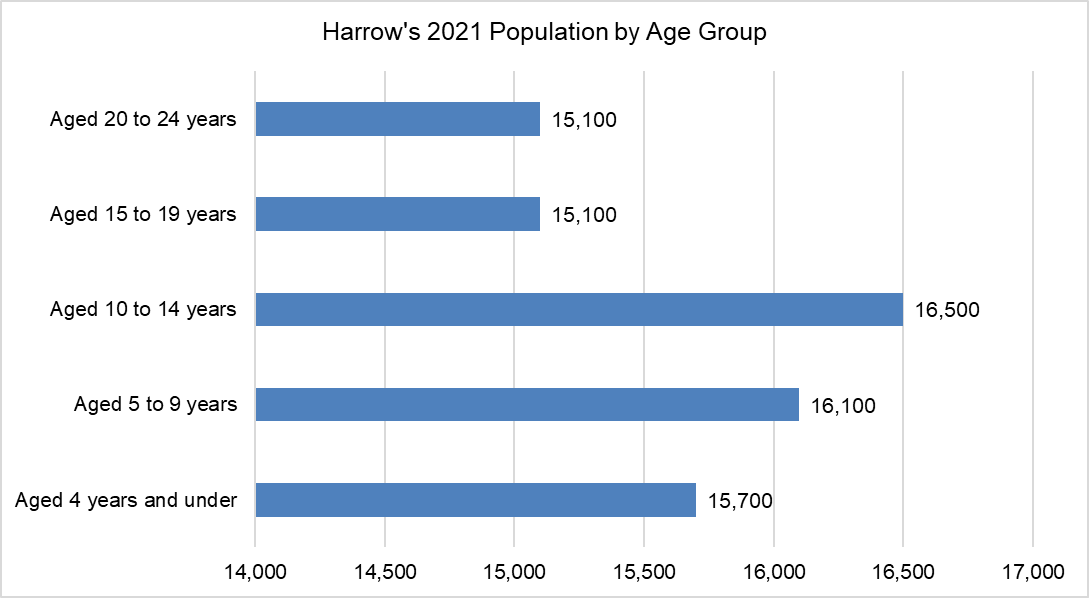 Harrow's 2021 Population by Age Group
Aged 20 to 24 years
15,100
Aged 15 to 19 years
15,100
Aged 10 to 14 years
16,500
Aged 5 to 9 years
16,100
Aged 4 years and under
15,700
14,000 14,500 15,000 15,500 16,000 16,500 17,000